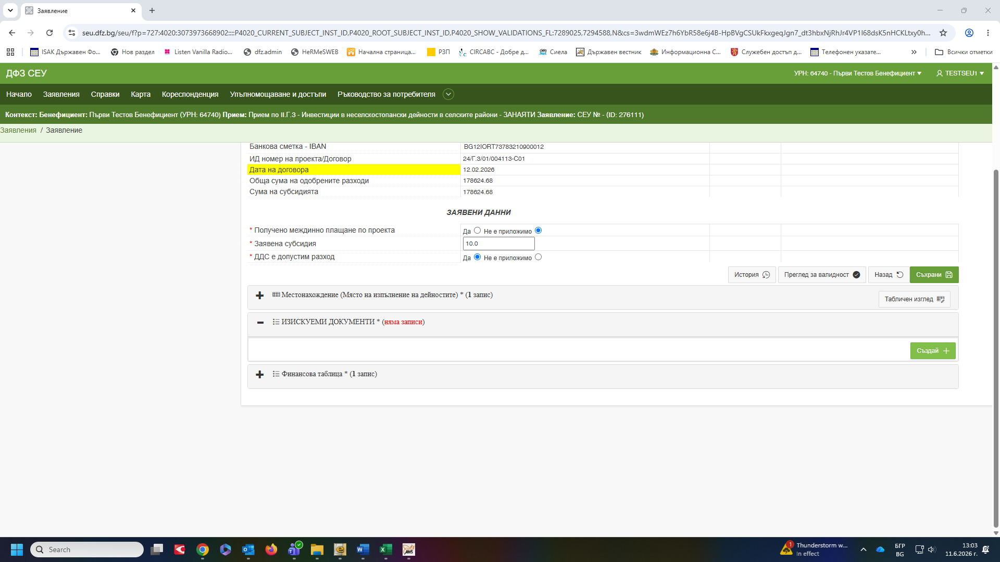 Заявление
seu.dfz.bg/seu/f?p=727:4020:3073973668902::::P4020_CURRENT_SUBJECT_INST_ID,P4020_ROOT_SUBJECT_INST_ID,P4020_SHOW_VALIDATIONS_FL:7289025,7294588,N&cs=3wdmWEz7h6YbR58e6j4B-HpBVgCSUkFkxgeqJgn7_dt3hbxNjRhJr4VP1I68dsK5nHCKLtxy0h...
ISAK Държавен Фо... Нов раздел Listen Vanilla Radio... dfz.admin HeRMeSWEB Начална страница... РЗП CIRCABC - Добре д... Сиела Държавен вестник Информационна С... Служебен достъп д... Телефонен указате... » Всички отметки
ДФЗ СЕУ УРН: 64740 - Първи Тестов Бенефициент TESTSEU1
Начало Заявления Справки Карта Кореспонденция Упълномощаване и достъпи Ръководство за потребителя
Контекст: Бенефициент: Първи Тестов Бенефициент (УРН: 64740) Прием: Прием по II.Г.3 - Инвестиции в неселскостопански дейности в селските райони - ЗАНАЯТИ Заявление: СЕУ № - (ID: 276111)
Заявления / Заявление
Банкова сметка - IBAN BG12IORT73783210900012
ИД номер на проекта/Договор 24/Г.3/01/004113-C01
Дата на договора 12.02.2026
Обща сума на одобрените разходи 178624.68
Сума на субсидията 178624.68
ЗАЯВЕНИ ДАННИ
* Получено междинно плащане по проекта Да Не е приложимо
* Заявена субсидия 10.0
* ДДС е допустим разход Да Не е приложимо
История Преглед за валидност Назад Съхрани
Местонахождение (Място на изпълнение на дейностите) * (1 запис)
Табличен изглед
ИЗИСКУЕМИ ДОКУМЕНТИ * (няма записи)
Създай
Финансова таблица * (1 запис)
Search
1 Thunderstorm w...
In effect
БГР
BG
13:03
11.6.2026 г.